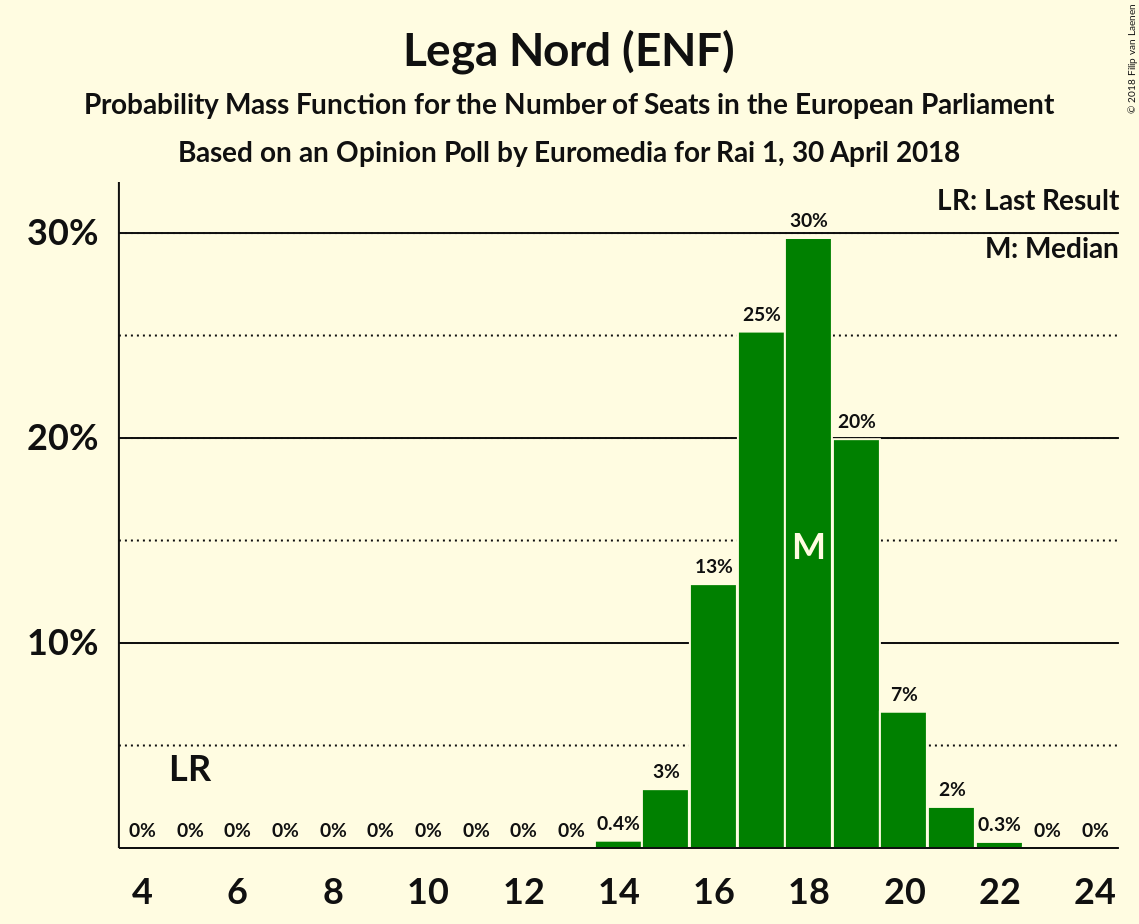 Lega Nord (ENF)
Probability Mass Function for the Number of Seats in the European Parliament
Based on an Opinion Poll by Euromedia for Rai 1, 30 April 2018
© 2018 Filip van Laenen
LR: Last Result
M: Median
30%
20%
10%
30%
25%
20%
M
13%
7%
LR
3%
2%
0% 0% 0% 0% 0% 0% 0% 0% 0% 0% 0.4% 0.3% 0% 0%
4 6 8 10 12 14 16 18 20 22 24